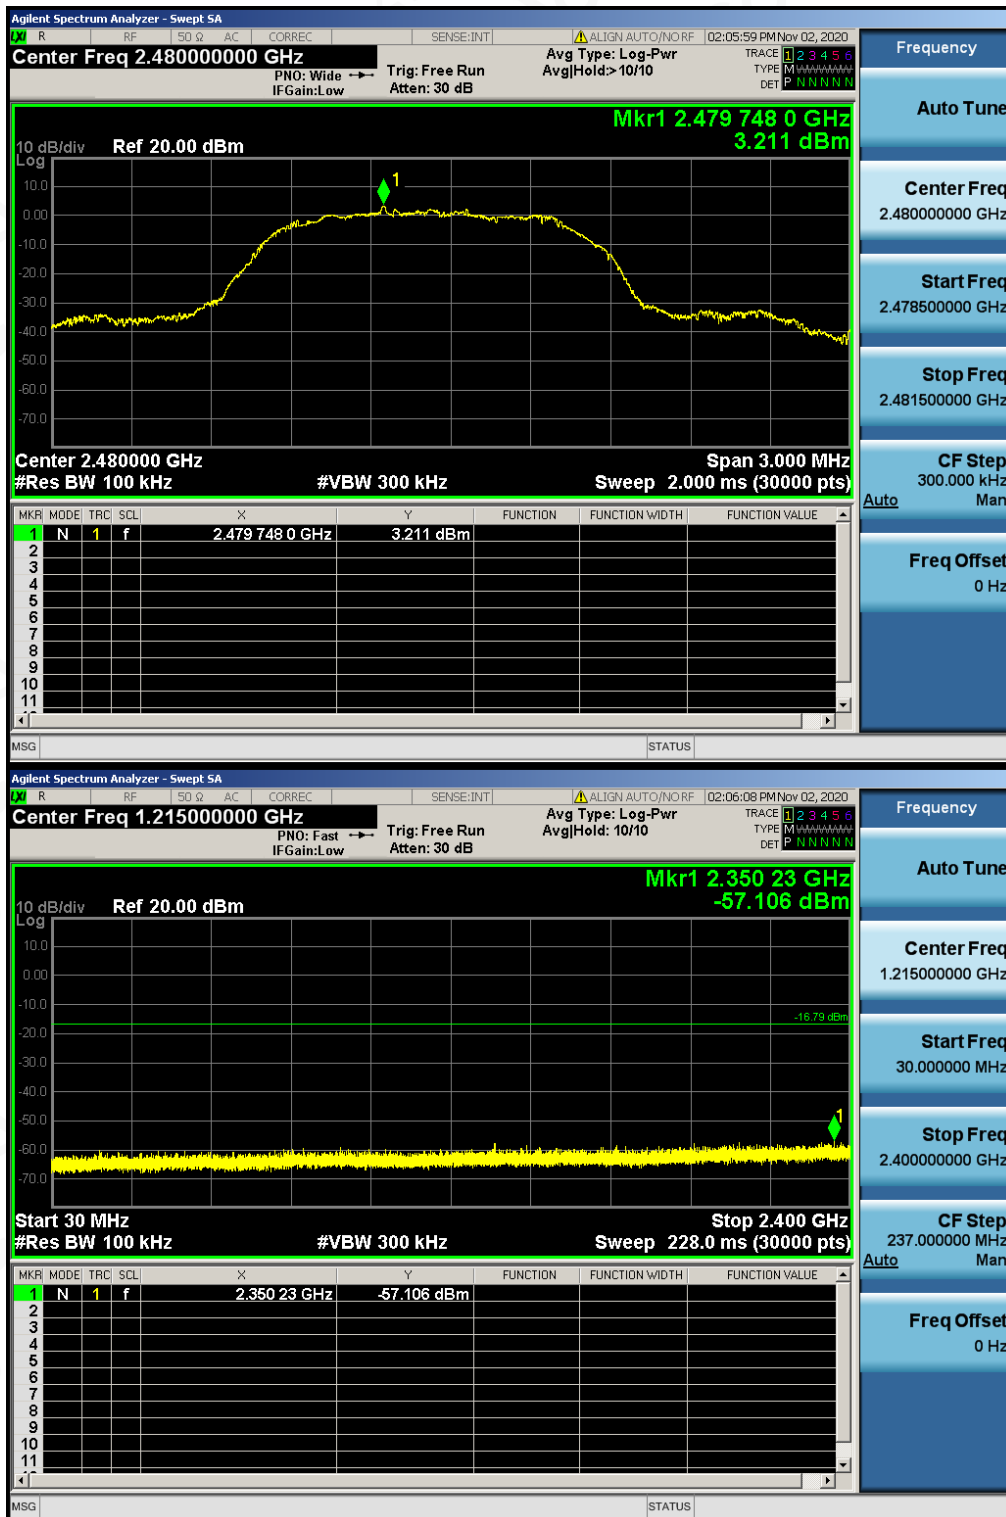 Agilent Spectrum Analyzer - Swept SA
LXI R RF 50 Ω AC CORREC SENSE:INT ALIGN AUTO/NO RF 02:05:59 PM Nov 02, 2020
Center Freq 2.480000000 GHz
PNO: Wide
IFGain:Low
Trig: Free Run
Atten: 30 dB
Avg Type: Log-Pwr
Avg|Hold:>10/10
TRACE 1 2 3 4 5 6
TYPE M
DET P N N N N N
Mkr1 2.479 748 0 GHz
3.211 dBm
10 dB/div Ref 20.00 dBm
Log
10.0
0.00
-10.0
-20.0
-30.0
-40.0
-50.0
-60.0
-70.0
1
Center 2.480000 GHz Span 3.000 MHz
#Res BW 100 kHz #VBW 300 kHz Sweep 2.000 ms (30000 pts)
MKR MODE TRC SCL X Y FUNCTION FUNCTION WIDTH FUNCTION VALUE
1 N 1 f 2.479 748 0 GHz 3.211 dBm
2
3
4
5
6
7
8
9
10
11
MSG STATUS
Frequency
Auto Tune
Center Freq
2.480000000 GHz
Start Freq
2.478500000 GHz
Stop Freq
2.481500000 GHz
CF Step
300.000 kHz
Auto Man
Freq Offset
0 Hz
Agilent Spectrum Analyzer - Swept SA
LXI R RF 50 Ω AC CORREC SENSE:INT ALIGN AUTO/NO RF 02:06:08 PM Nov 02, 2020
Center Freq 1.215000000 GHz
PNO: Fast
IFGain:Low
Trig: Free Run
Atten: 30 dB
Avg Type: Log-Pwr
Avg|Hold: 10/10
TRACE 1 2 3 4 5 6
TYPE M
DET P N N N N N
Mkr1 2.350 23 GHz
-57.106 dBm
10 dB/div Ref 20.00 dBm
Log
10.0
0.00
-10.0
-20.0
-30.0
-40.0
-50.0
-60.0
-70.0
-16.79 dBm
1
Start 30 MHz Stop 2.400 GHz
#Res BW 100 kHz #VBW 300 kHz Sweep 228.0 ms (30000 pts)
MKR MODE TRC SCL X Y FUNCTION FUNCTION WIDTH FUNCTION VALUE
1 N 1 f 2.350 23 GHz -57.106 dBm
2
3
4
5
6
7
8
9
10
11
MSG STATUS
Frequency
Auto Tune
Center Freq
1.215000000 GHz
Start Freq
30.000000 MHz
Stop Freq
2.400000000 GHz
CF Step
237.000000 MHz
Auto Man
Freq Offset
0 Hz